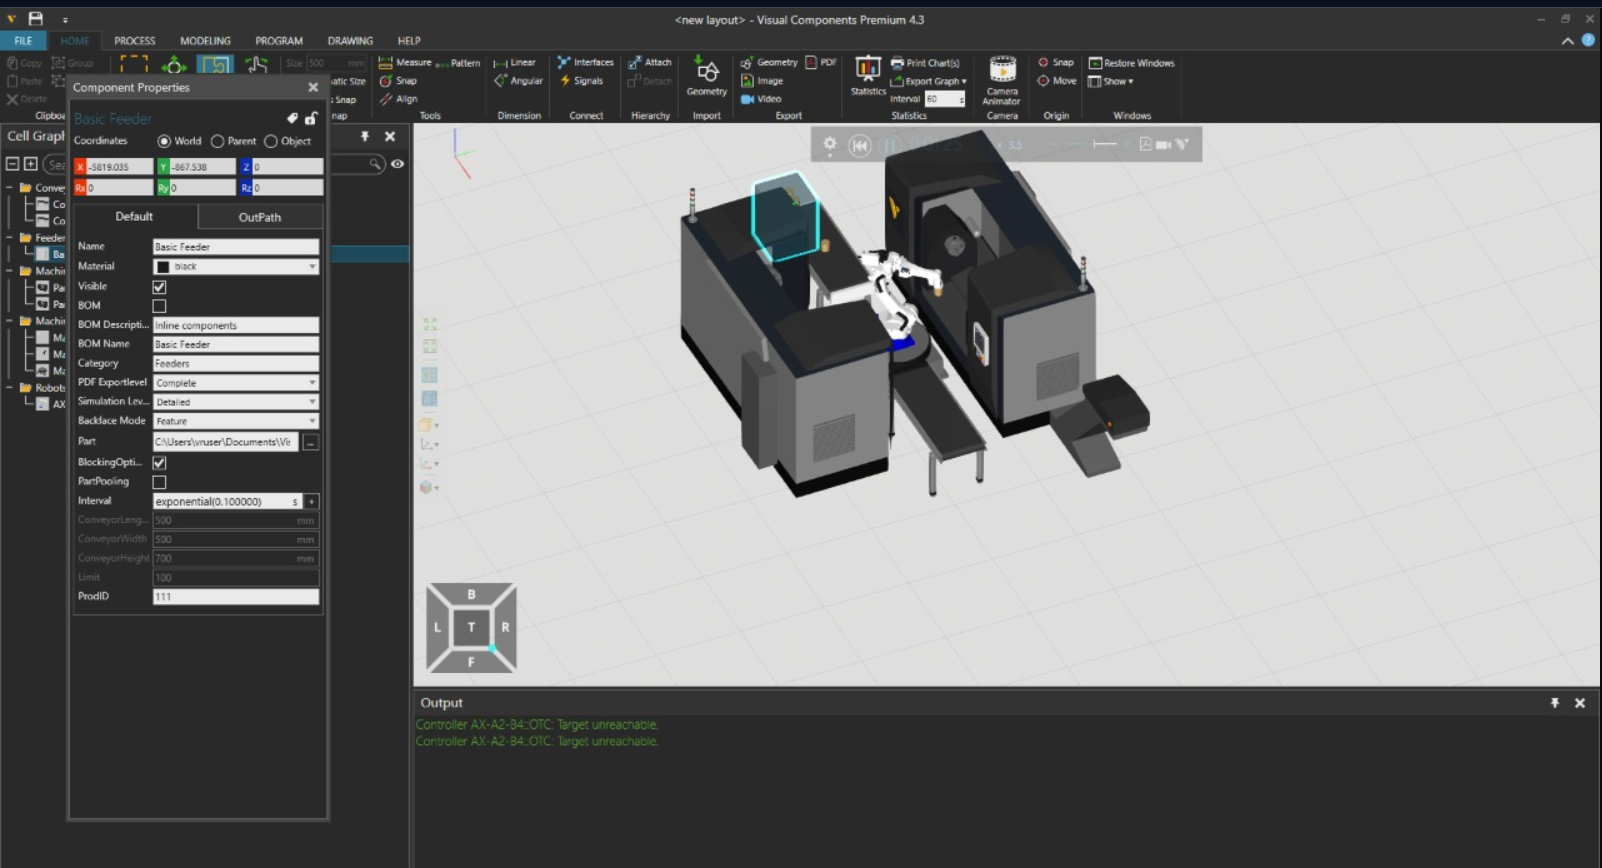 <new layout> - Visual Components Premium 4.3
FILE HOME PROCESS MODELING PROGRAM DRAWING HELP
Copy Group Size 500 mm Measure Pattern Linear Interfaces Attach Geometry PDF Print Chart(s) Snap Restore Windows
Paste atic Size Snap Angular Signals Detach Geometry Image Statistics Export Graph Camera Animator Move Show
Delete Snap Align Video Interval 60 s
Clipboa nap Tools Dimension Connect Hierarchy Import Export Statistics Camera Origin Windows
Component Properties
Basic Feeder
Coordinates World Parent Object
X -5819.035 Y -867.538 Z 0
Rx 0 Ry 0 Rz 0
Default OutPath
Name Basic Feeder
Material black
Visible
BOM
BOM Descripti... Inline components
BOM Name Basic Feeder
Category Feeders
PDF Exportlevel Complete
Simulation Lev... Detailed
Backface Mode Feature
Part C:\Users\vruser\Documents\Vi ...
BlockingOpti...
PartPooling
Interval exponential(0.100000) s
ConveyorLeng... 500 mm
ConveyorWidth 500 mm
ConveyorHeight 700 mm
Limit 100
ProdID 111
Cell Graph
Sea
Conve
Co
Co
Feeder
Ba
Machi
Pa
Pa
Machi
Ma
Ma
Ma
Robots
AX
x 3.5
B
L T R
F
Output
Controller AX-A2-B4::OTC: Target unreachable.
Controller AX-A2-B4::OTC: Target unreachable.